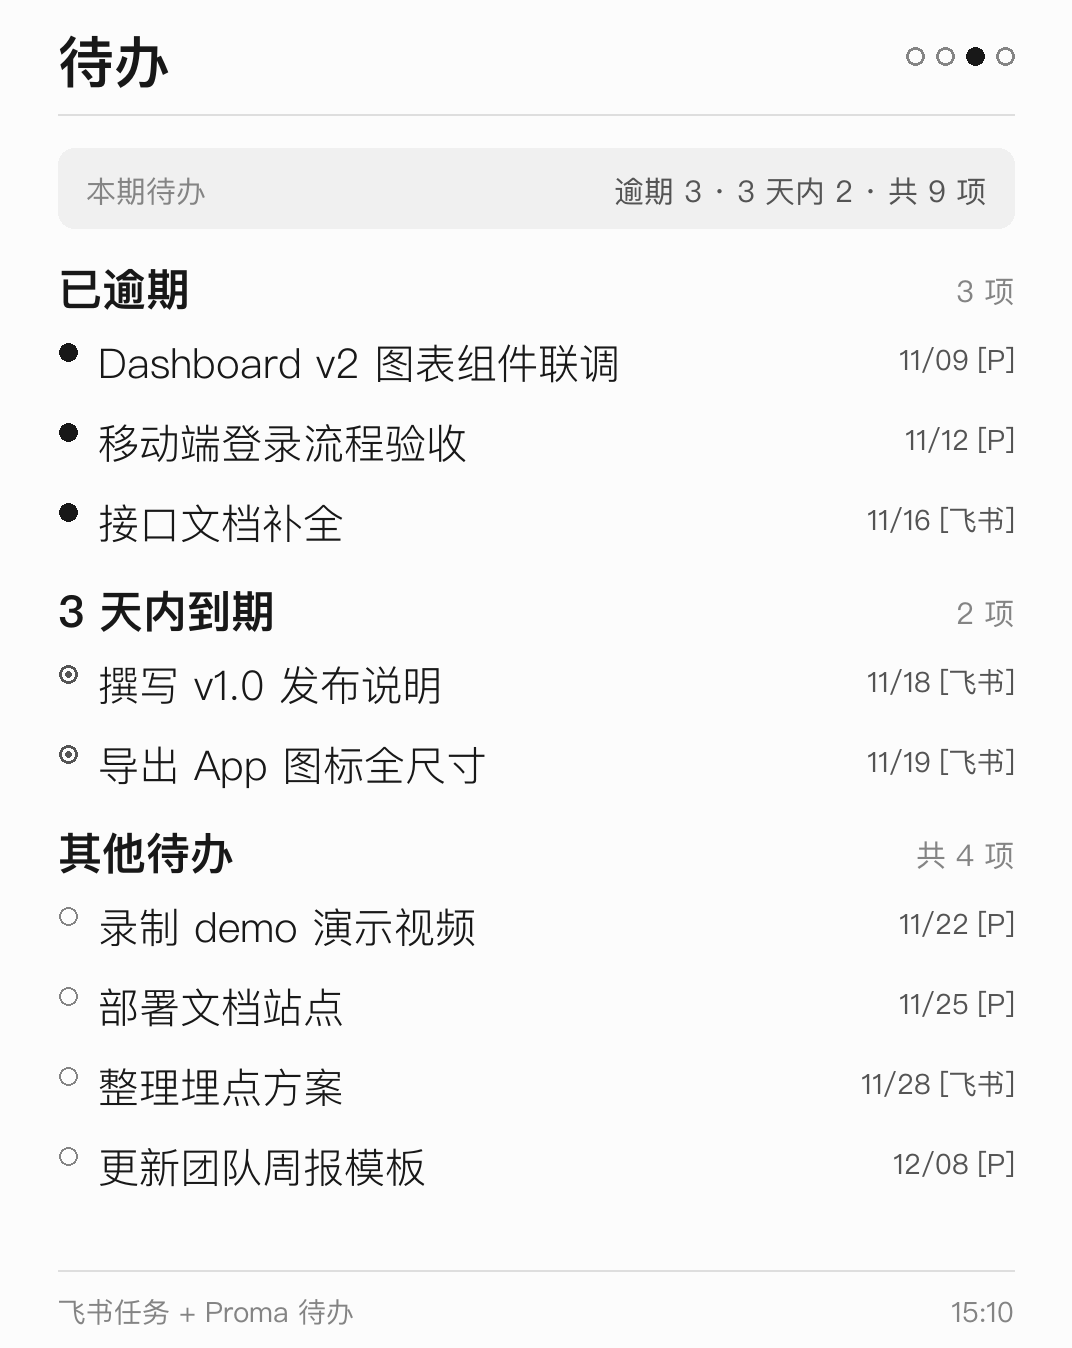 待办
本期待办 逾期 3 · 3 天内 2 · 共 9 项
已逾期 3 项
Dashboard v2 图表组件联调 11/09 [P]
移动端登录流程验收 11/12 [P]
接口文档补全 11/16 [飞书]
3 天内到期 2 项
撰写 v1.0 发布说明 11/18 [飞书]
导出 App 图标全尺寸 11/19 [飞书]
其他待办 共 4 项
录制 demo 演示视频 11/22 [P]
部署文档站点 11/25 [P]
整理埋点方案 11/28 [飞书]
更新团队周报模板 12/08 [P]
飞书任务 + Proma 待办 15:10